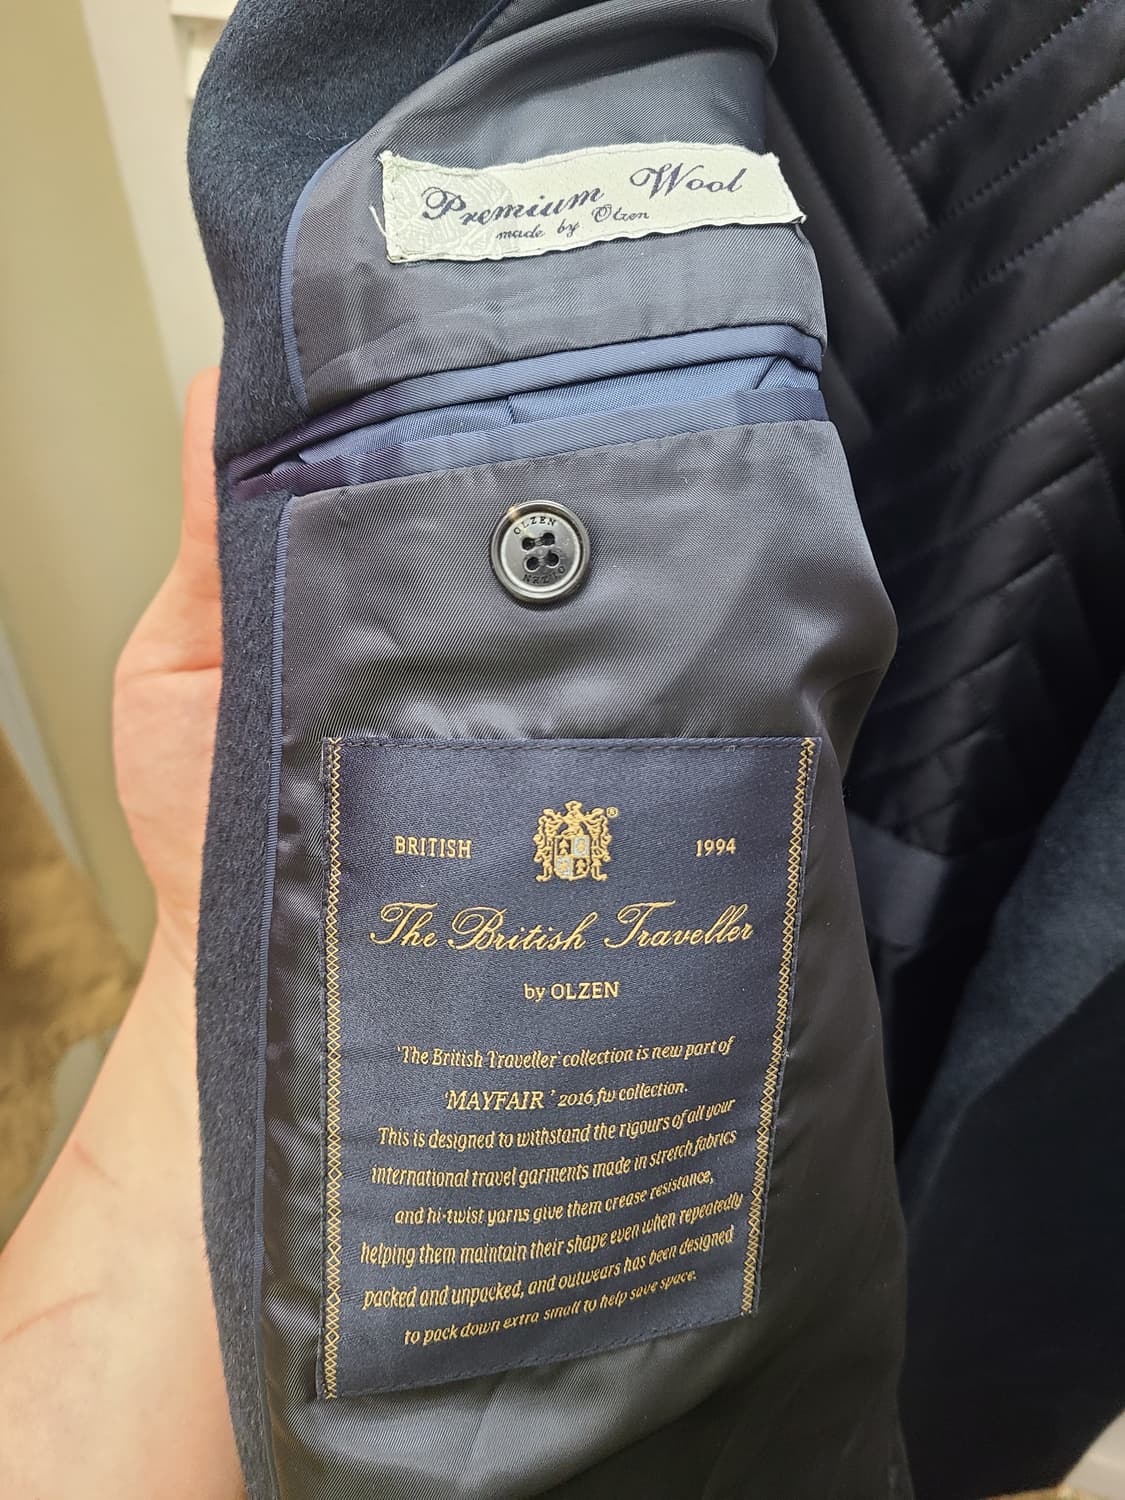 Premium Wool
made by Olzen
OLZEN
OLZEN
®
BRITISH 1994
The British Traveller
by OLZEN
'The British Traveller' collection is new part of
'MAYFAIR' 2016 fw collection.
This is designed to withstand the rigours of all your
international travel garments made in stretch fabrics
and hi-twist yarns give them crease resistance,
helping them maintain their shape even when repeatedly
packed and unpacked, and outwears has been designed
to pack down extra small to help save space.